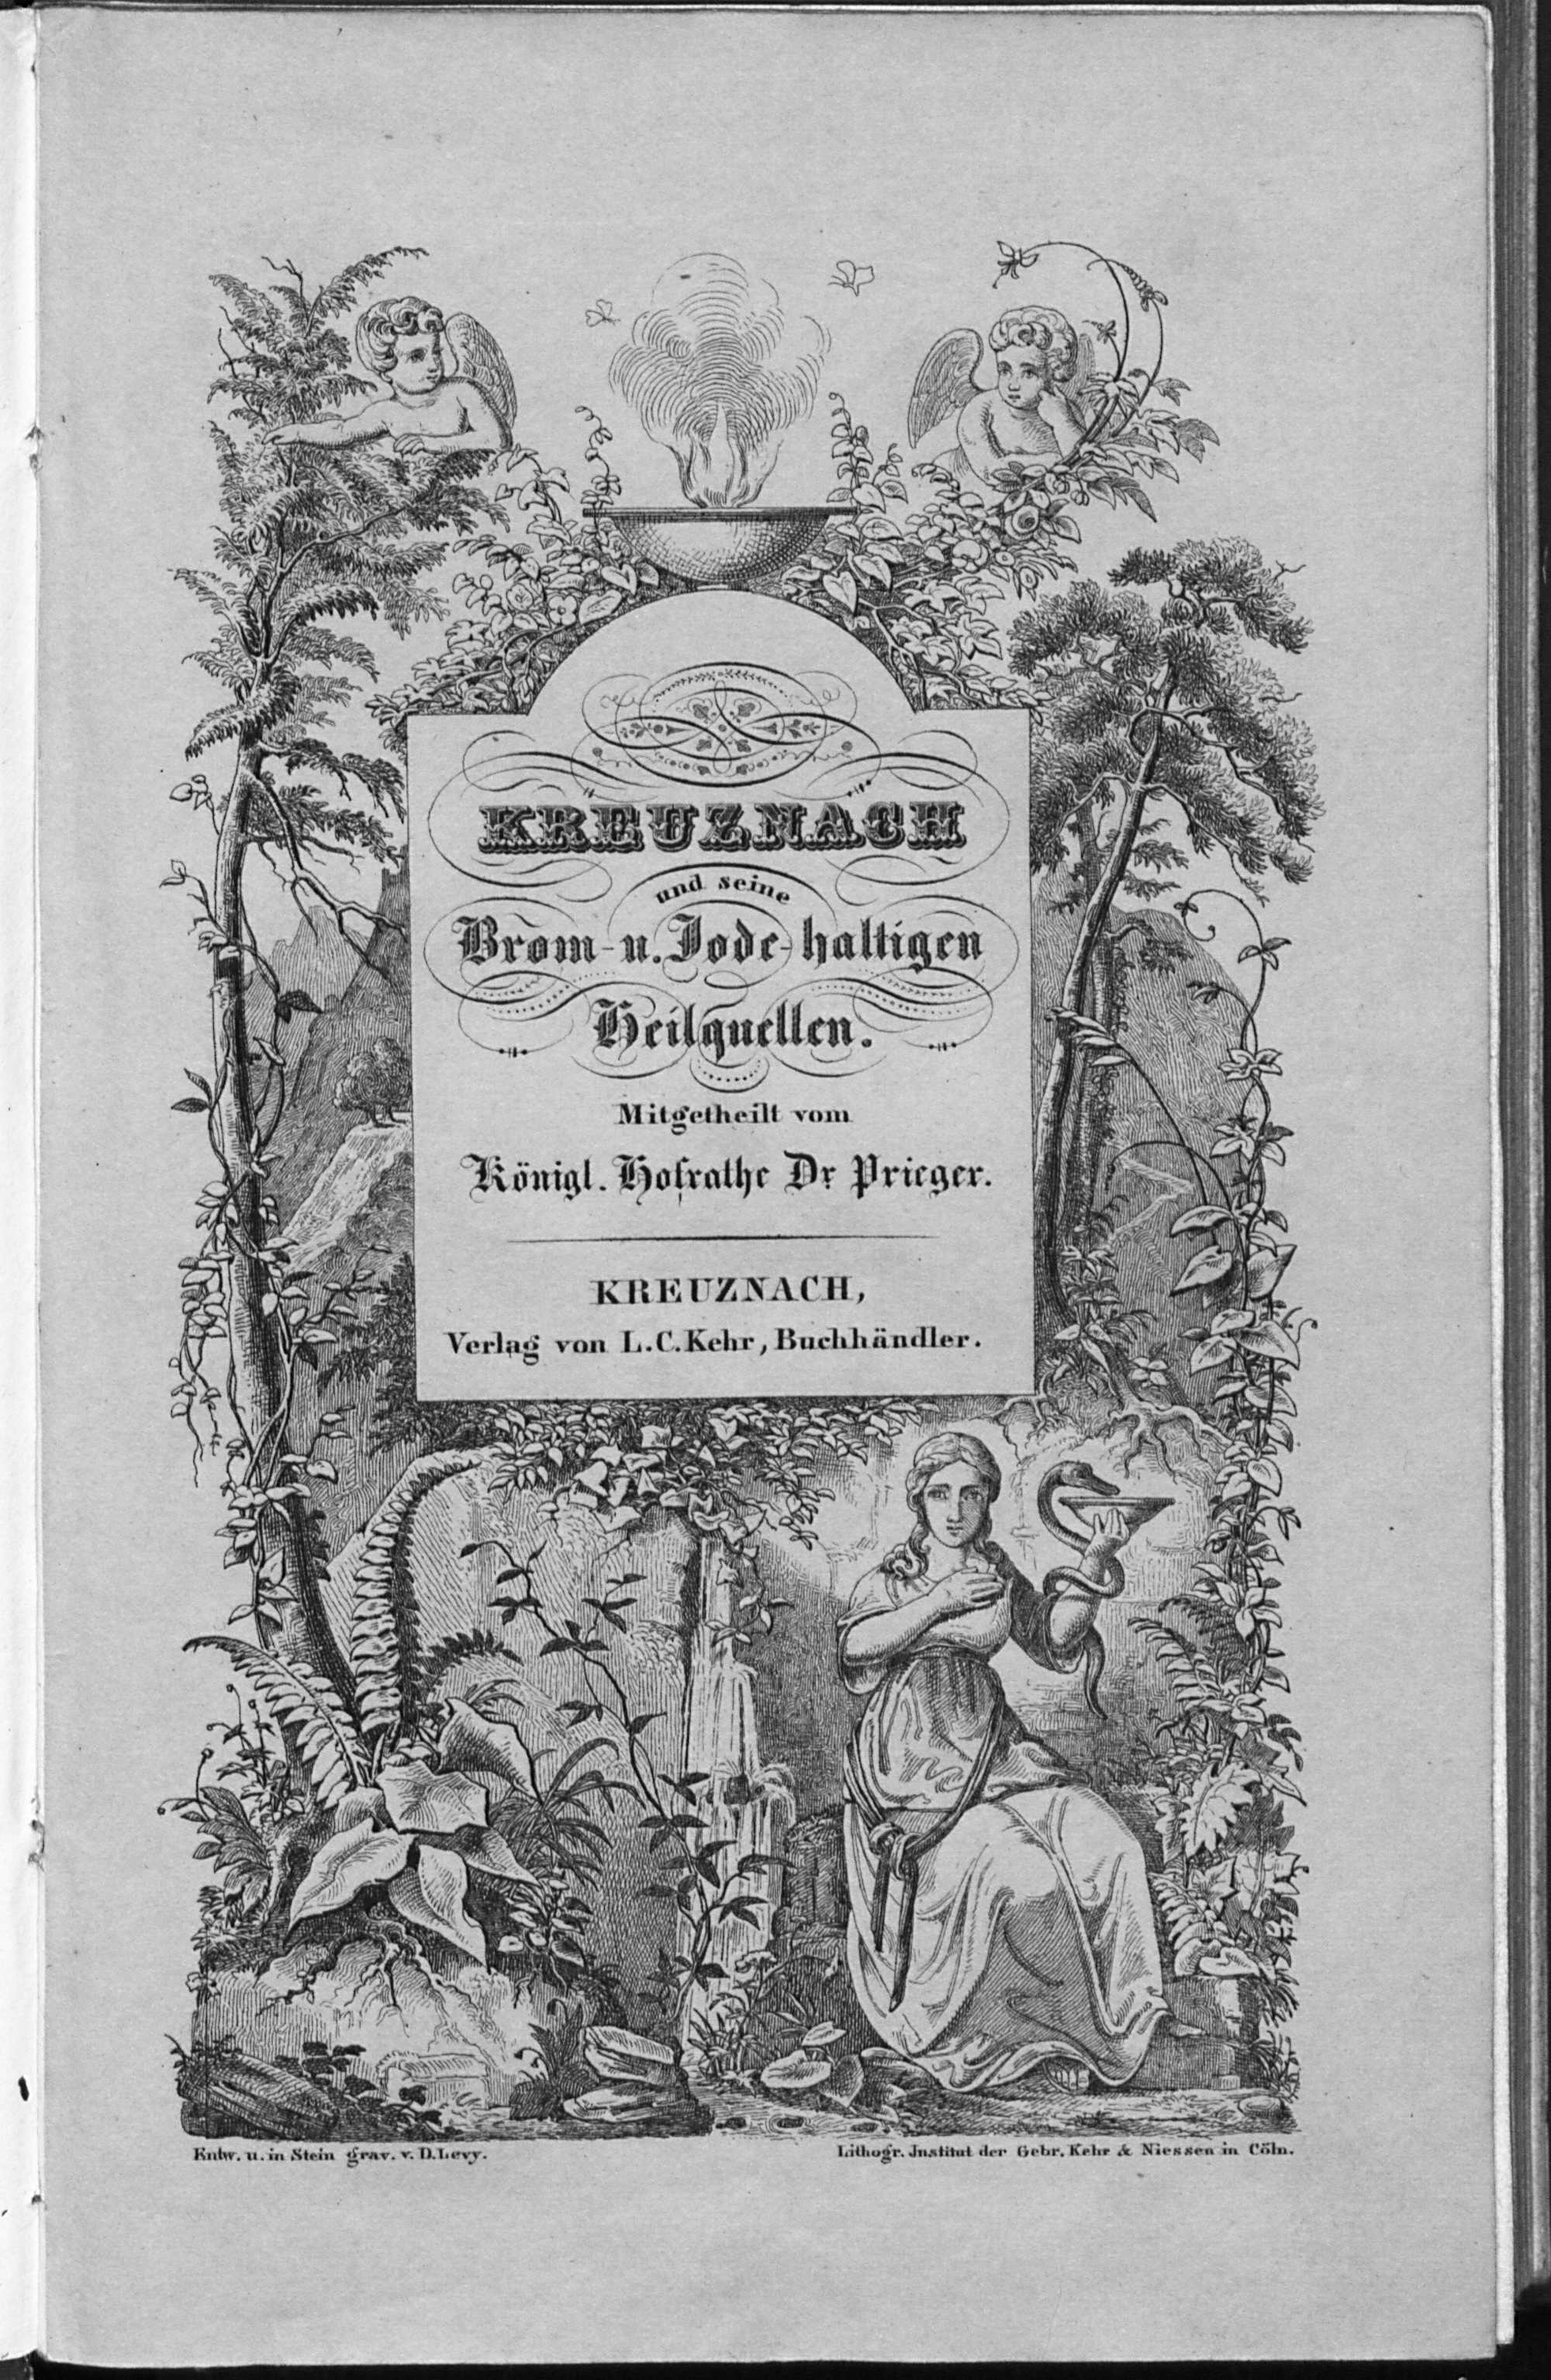 KREUZNACH
und seine
Brom- u. Jode-haltigen
Heilquellen.
Mitgetheilt vom
Königl. Hofrathe Dr Prieger.
KREUZNACH,
Verlag von L.C.Kehr, Buchhändler.
Entw. u. in Stein grav. v. D. Levy.
Lithogr. Institut der Gebr. Kehr & Niessen in Cöln.